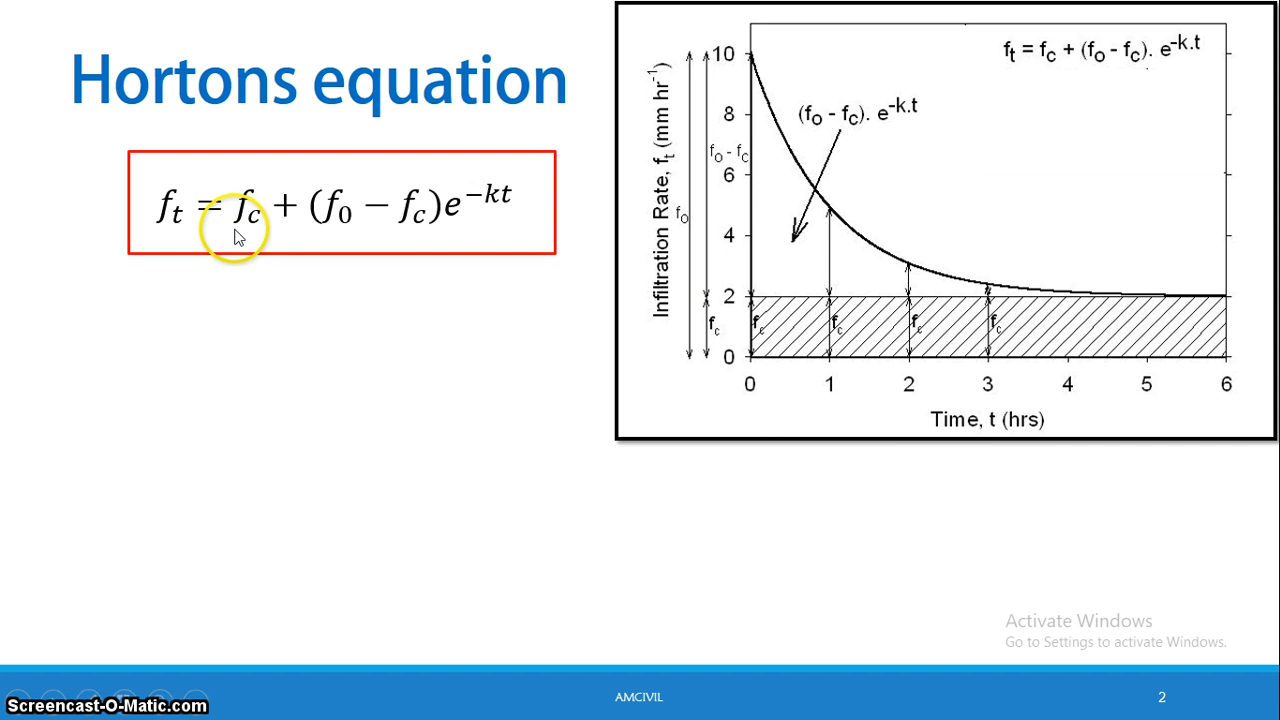 Hortons equation
f_t = f_c + (f_0 − f_c)e^{−kt}
f_t = f_c + (f_o - f_c). e^{-k.t}
(f_o - f_c). e^{-k.t}
Infiltration Rate, f_t (mm hr^{-1})
10
8
6
4
2
0
f_o
f_o - f_c
f_c
f_c
f_c
f_c
f_c
0 1 2 3 4 5 6
Time, t (hrs)
Activate Windows
Go to Settings to activate Windows.
Screencast-O-Matic.com
AMCIVIL
2